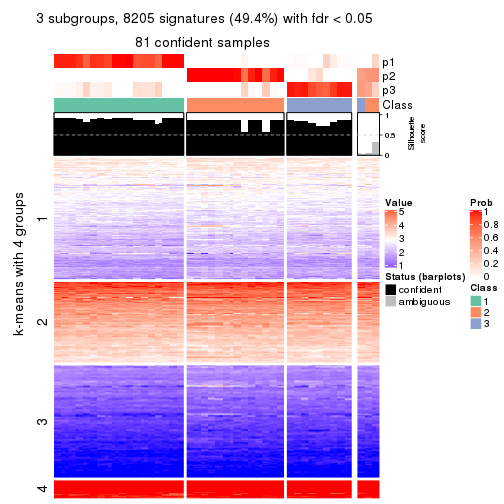 3 subgroups, 8205 signatures (49.4%) with fdr < 0.05
81 confident samples
p1
p2
p3
Class
1
0.5
0
Silhouette
score
k-means with 4 groups
1
2
3
4
Value
5
4
3
2
1
Status (barplots)
confident
ambiguous
Prob
1
0.8
0.6
0.4
0.2
0
Class
1
2
3